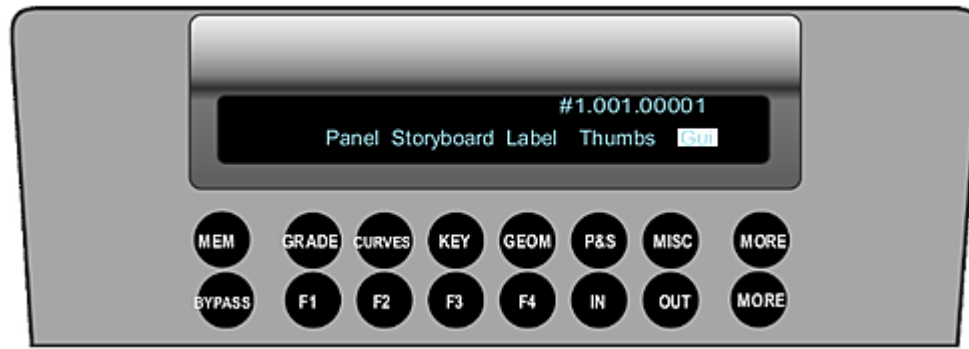 #1.001.00001
Panel Storyboard Label Thumbs Gui
MEM GRADE CURVES KEY GEOM P&S MISC MORE
BYPASS F1 F2 F3 F4 IN OUT MORE